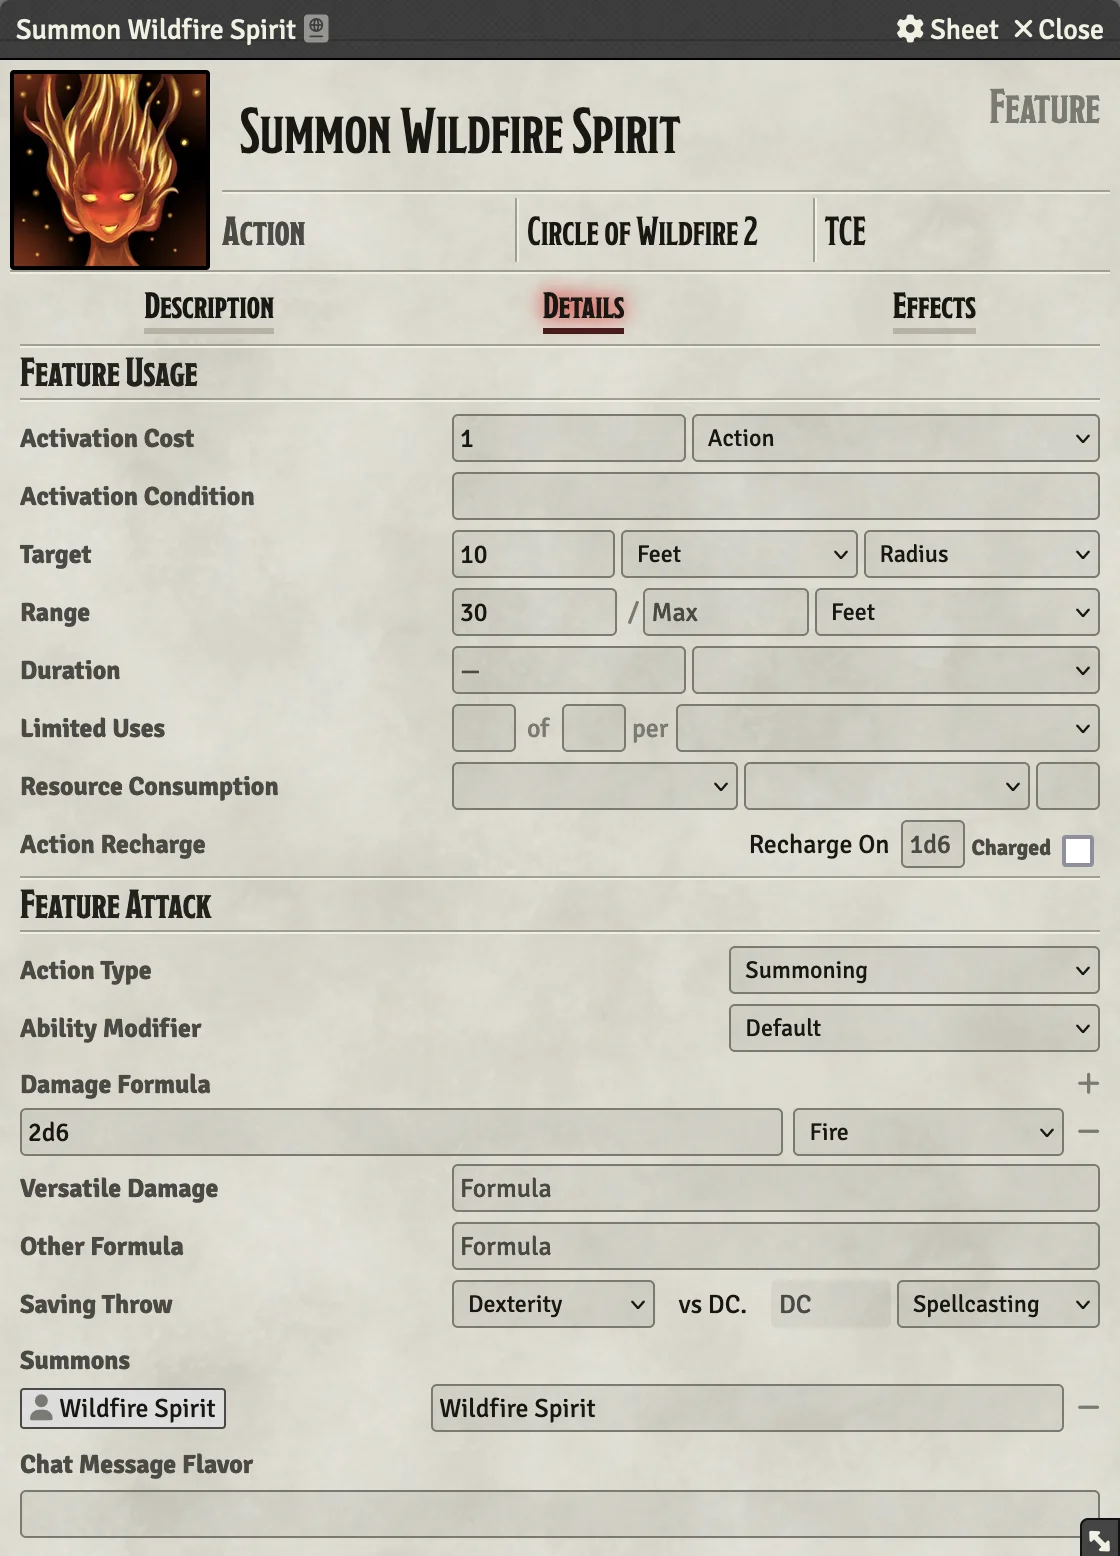 Summon Wildfire Spirit Sheet Close
Summon Wildfire Spirit
Feature
Action Circle of Wildfire 2 TCE
Description Details Effects
Feature Usage
Activation Cost 1 Action
Activation Condition
Target 10 Feet Radius
Range 30 / Max Feet
Duration —
Limited Uses of per
Resource Consumption
Action Recharge Recharge On 1d6 Charged
Feature Attack
Action Type Summoning
Ability Modifier Default
Damage Formula
2d6 Fire
Versatile Damage Formula
Other Formula Formula
Saving Throw Dexterity vs DC. DC Spellcasting
Summons
Wildfire Spirit Wildfire Spirit
Chat Message Flavor